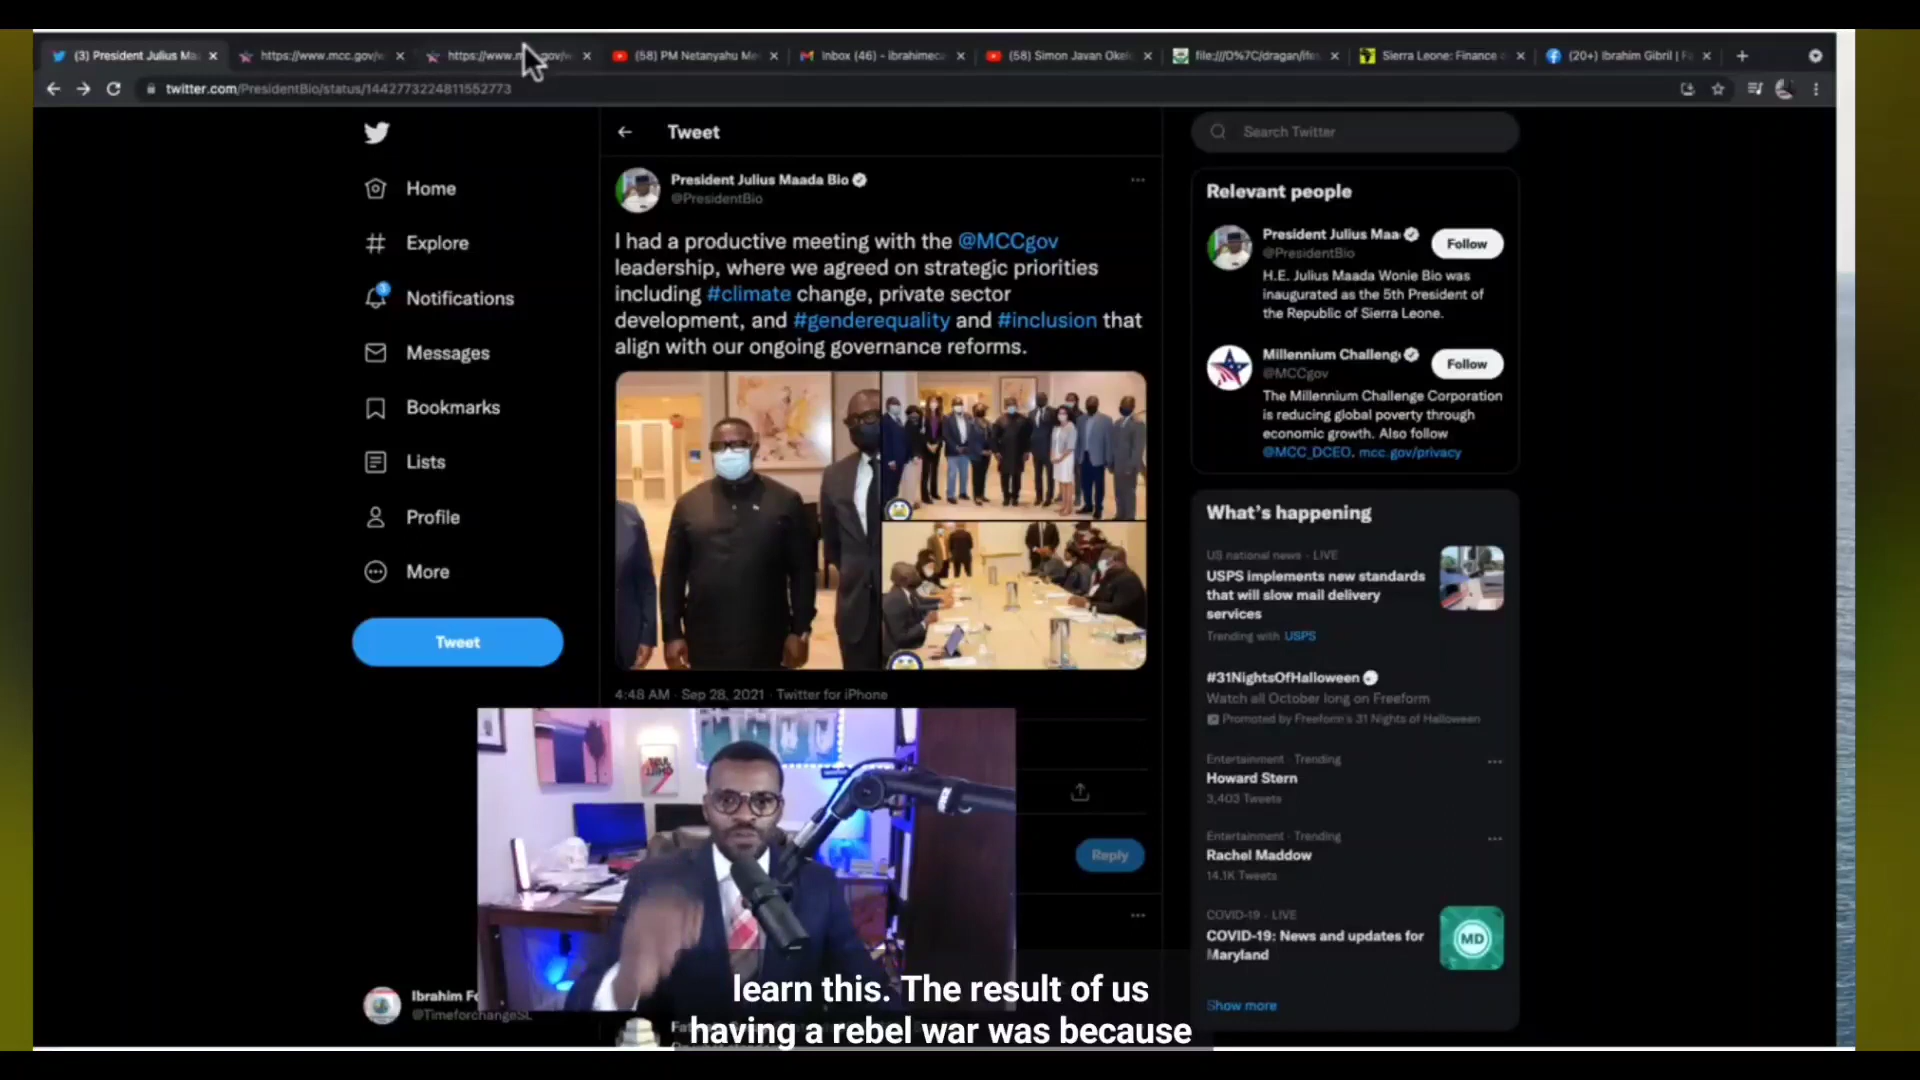 (3) President Julius Ma
https://www.mcc.gov/
https://www.m
(58) PM Netanyahu Me
Inbox (46) - ibrahimec
(58) Simon Javan Okel
file:///D%7C/dragan/ifes
Sierra Leone: Finance
(20+) Ibrahim Gibril | F
twitter.com/PresidentBio/status/1442773224811552773
Home
Explore
3
Notifications
Messages
Bookmarks
Lists
Profile
More
Tweet
Ibrahim Fo
@TimeforchangeSL
Tweet
President Julius Maada Bio
@PresidentBio
I had a productive meeting with the @MCCgov
leadership, where we agreed on strategic priorities
including #climate change, private sector
development, and #genderequality and #inclusion that
align with our ongoing governance reforms.
4:48 AM · Sep 28, 2021 · Twitter for iPhone
Reply
learn this. The result of us
having a rebel war was because
Search Twitter
Relevant people
President Julius Maa
@PresidentBio
Follow
H.E. Julius Maada Wonie Bio was
inaugurated as the 5th President of
the Republic of Sierra Leone.
Millennium Challeng
@MCCgov
Follow
The Millennium Challenge Corporation
is reducing global poverty through
economic growth. Also follow
@MCC_DCEO. mcc.gov/privacy
What's happening
US national news · LIVE
USPS implements new standards
that will slow mail delivery
services
Trending with USPS
#31NightsOfHalloween
Watch all October long on Freeform
Promoted by Freeform's 31 Nights of Halloween
Entertainment · Trending
Howard Stern
3,403 Tweets
Entertainment · Trending
Rachel Maddow
14.1K Tweets
COVID-19 · LIVE
COVID-19: News and updates for
Maryland
MD
Show more